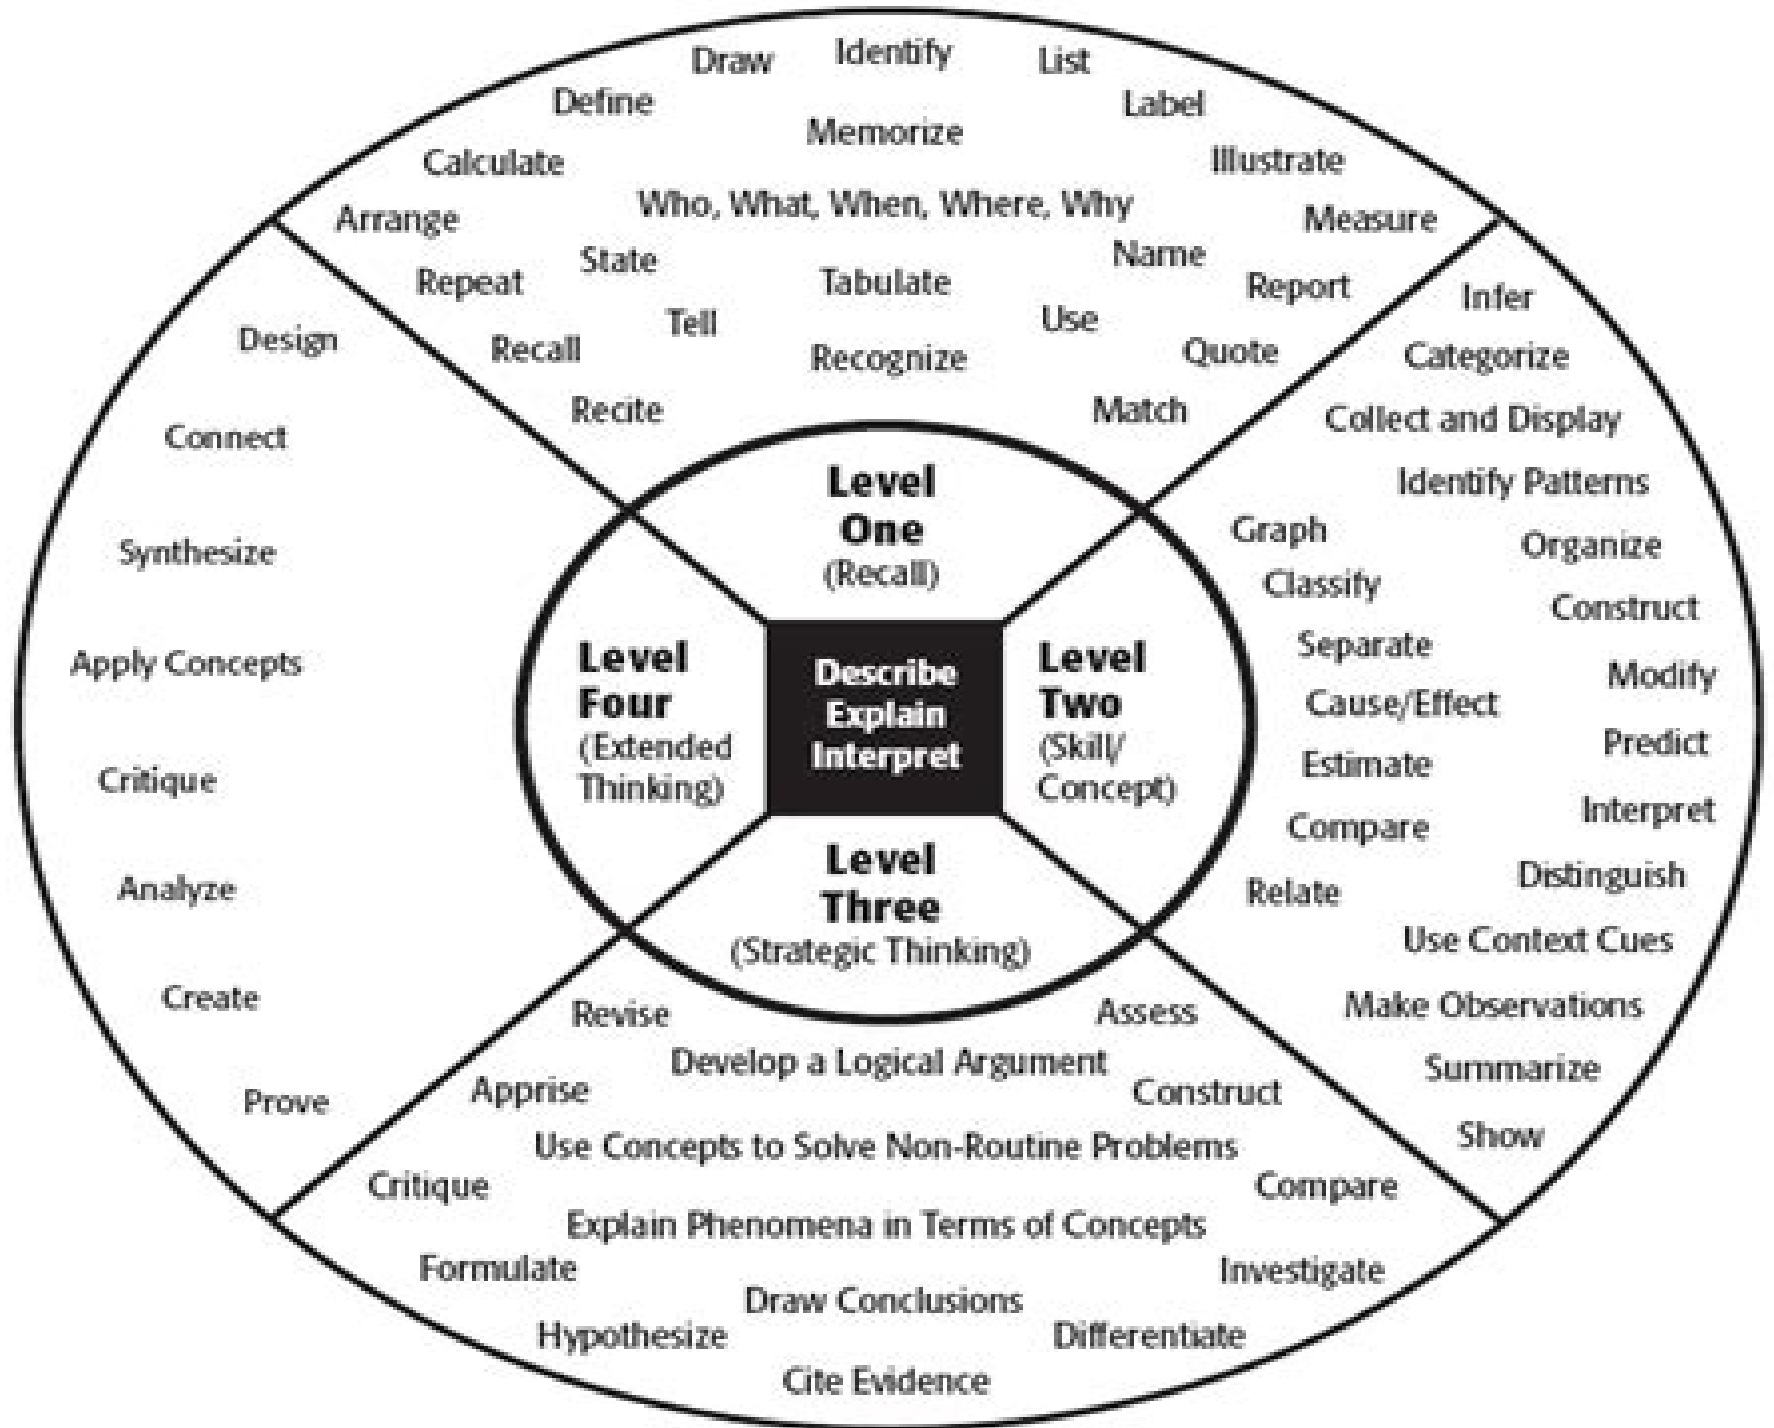 Draw
Identify
List
Define
Label
Memorize
Calculate
Illustrate
Who, What, When, Where, Why
Arrange
Measure
State
Name
Repeat
Tabulate
Report
Tell
Use
Recall
Recognize
Quote
Recite
Match
Level
One
(Recall)
Infer
Categorize
Collect and Display
Identify Patterns
Graph
Organize
Classify
Construct
Separate
Modify
Cause/Effect
Predict
Estimate
Interpret
Compare
Distinguish
Relate
Use Context Cues
Make Observations
Summarize
Show
Level
Two
(Skill/
Concept)
Describe
Explain
Interpret
Level
Three
(Strategic Thinking)
Revise
Assess
Develop a Logical Argument
Apprise
Construct
Use Concepts to Solve Non-Routine Problems
Critique
Compare
Explain Phenomena in Terms of Concepts
Formulate
Investigate
Draw Conclusions
Hypothesize
Differentiate
Cite Evidence
Level
Four
(Extended
Thinking)
Design
Connect
Synthesize
Apply Concepts
Critique
Analyze
Create
Prove